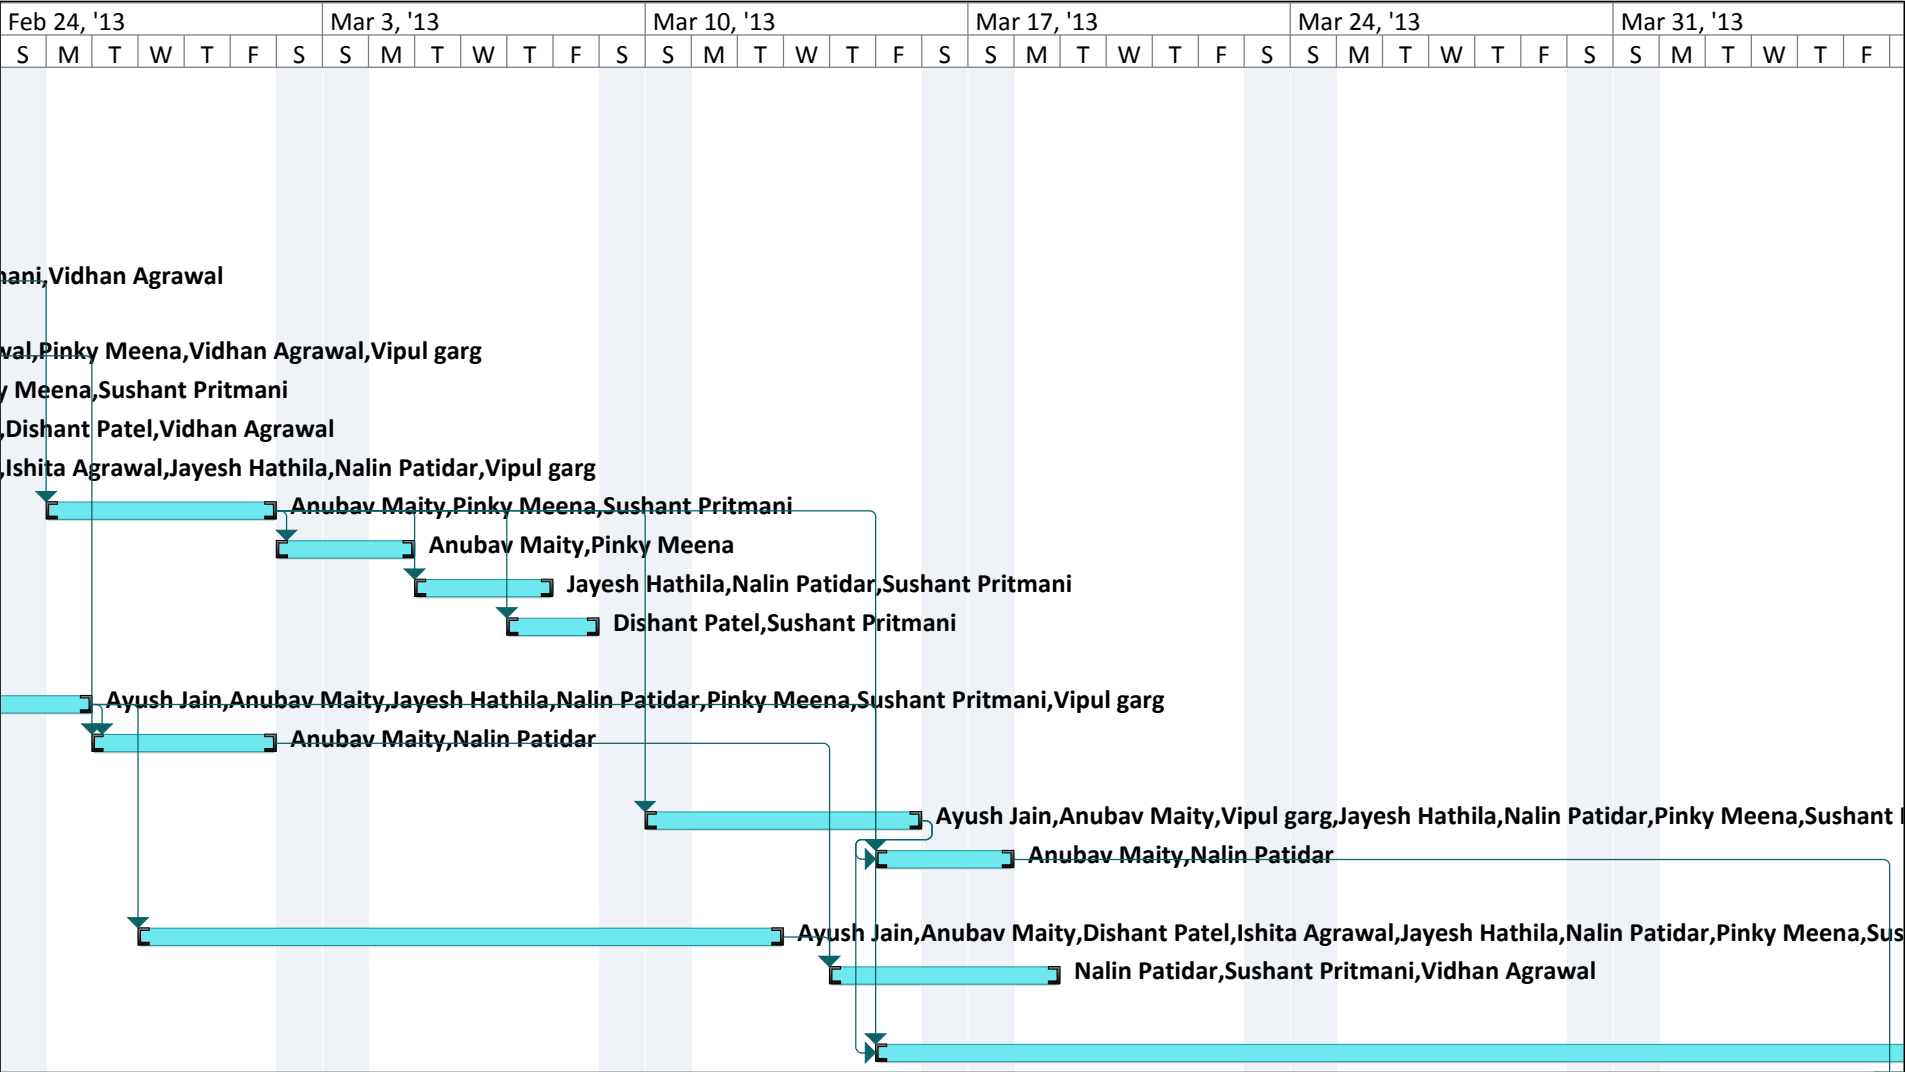 Feb 24, '13 Mar 3, '13 Mar 10, '13 Mar 17, '13 Mar 24, '13 Mar 31, '13
S M T W T F S S M T W T F S S M T W T F S S M T W T F S S M T W T F S S M T W T F
nani,Vidhan Agrawal
wal,Pinky Meena,Vidhan Agrawal,Vipul garg
y Meena,Sushant Pritmani
,Dishant Patel,Vidhan Agrawal
,Ishita Agrawal,Jayesh Hathila,Nalin Patidar,Vipul garg
Anubav Maity,Pinky Meena,Sushant Pritmani
Anubav Maity,Pinky Meena
Jayesh Hathila,Nalin Patidar,Sushant Pritmani
Dishant Patel,Sushant Pritmani
Ayush Jain,Anubav Maity,Jayesh Hathila,Nalin Patidar,Pinky Meena,Sushant Pritmani,Vipul garg
Anubav Maity,Nalin Patidar
Ayush Jain,Anubav Maity,Vipul garg,Jayesh Hathila,Nalin Patidar,Pinky Meena,Sushant
Anubav Maity,Nalin Patidar
Ayush Jain,Anubav Maity,Dishant Patel,Ishita Agrawal,Jayesh Hathila,Nalin Patidar,Pinky Meena,Sus
Nalin Patidar,Sushant Pritmani,Vidhan Agrawal